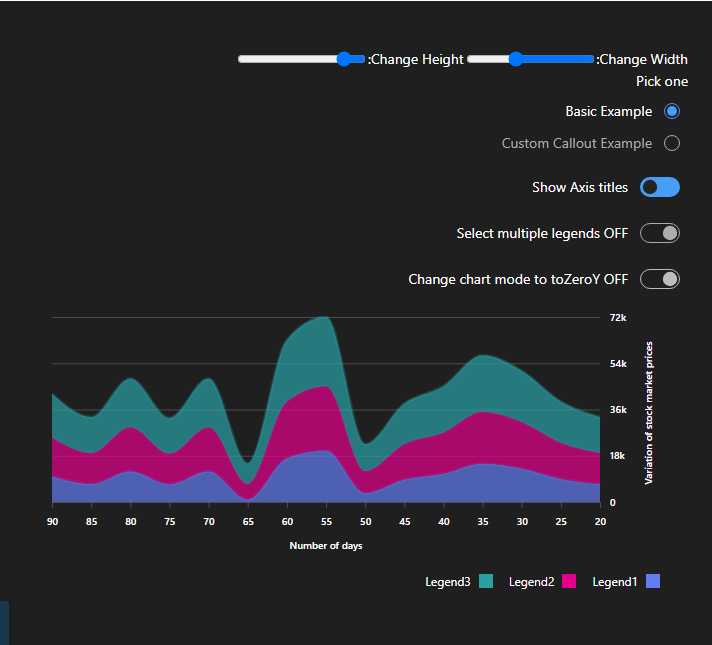 :Change Height :Change Width
Pick one
Basic Example
Custom Callout Example
Show Axis titles
Select multiple legends OFF
Change chart mode to toZeroY OFF
72k
54k
36k
18k
0
Variation of stock market prices
90 85 80 75 70 65 60 55 50 45 40 35 30 25 20
Number of days
Legend3 Legend2 Legend1